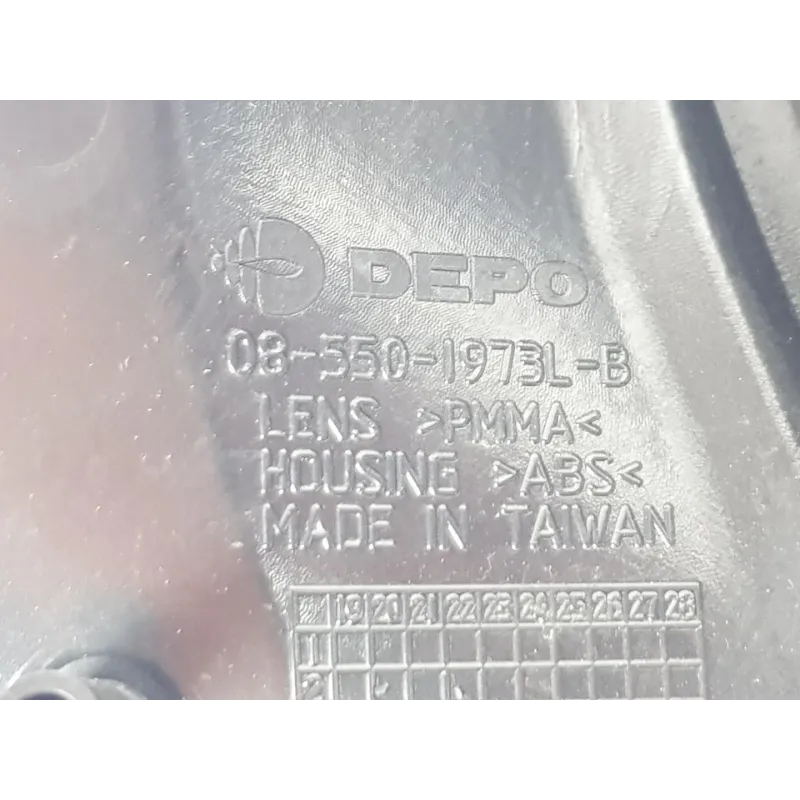 DEPO
08-550-1973L-B
LENS >PMMA<
HOUSING >ABS<
MADE IN TAIWAN
19 20 21 22 23 24 25 26 27 28
1
2